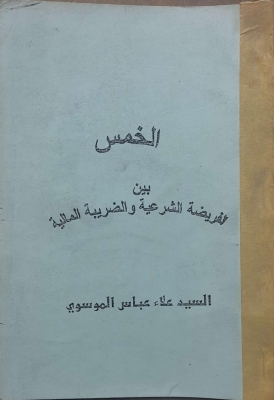 الخمس
بين
الفريضة الشرعية والضريبة المالية
السيد علاء عباس الموسوي